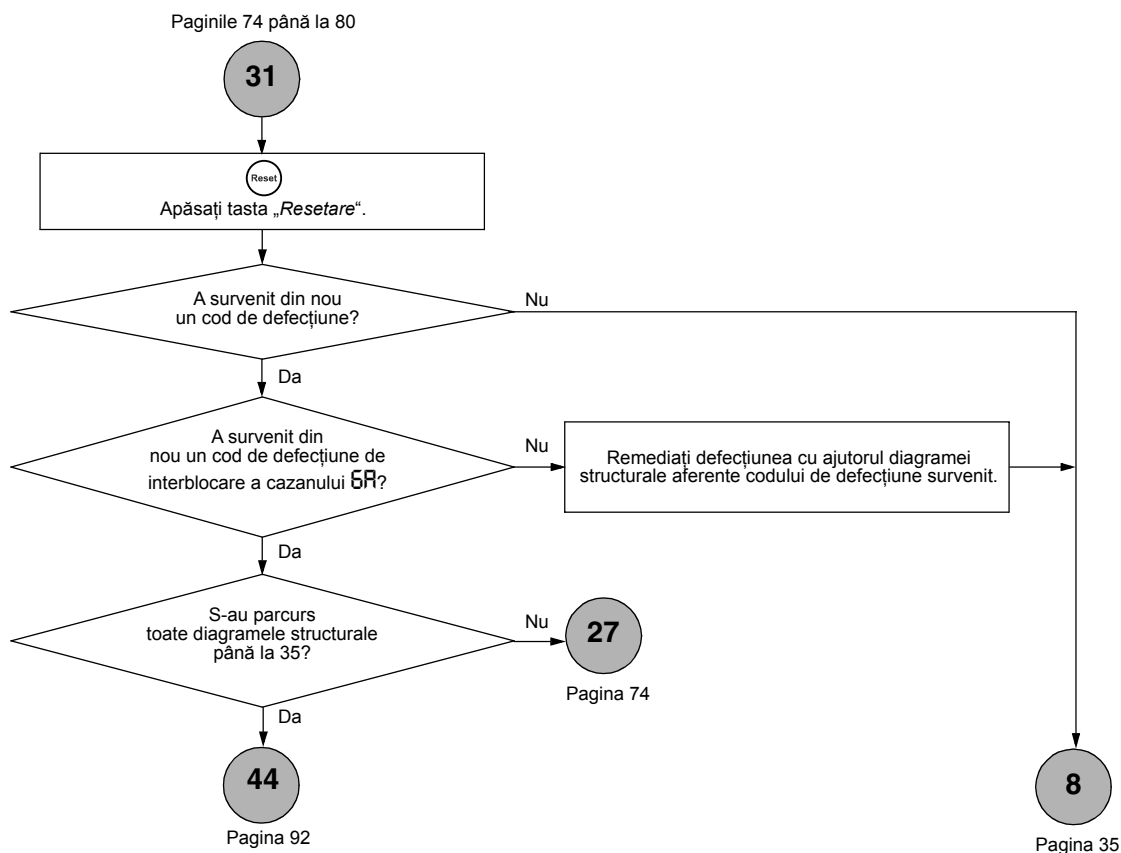 Paginile 74 până la 80
31
Reset
Apăsați tasta „Resetare“.
A survenit din nou
un cod de defecțiune?
Nu
Da
A survenit din
nou un cod de defecțiune de
interblocare a cazanului 6A?
Nu
Remediați defecțiunea cu ajutorul diagramei
structurale aferente codului de defecțiune survenit.
Da
S-au parcurs
toate diagramele structurale
până la 35?
Nu
27
Pagina 74
Da
44
Pagina 92
8
Pagina 35